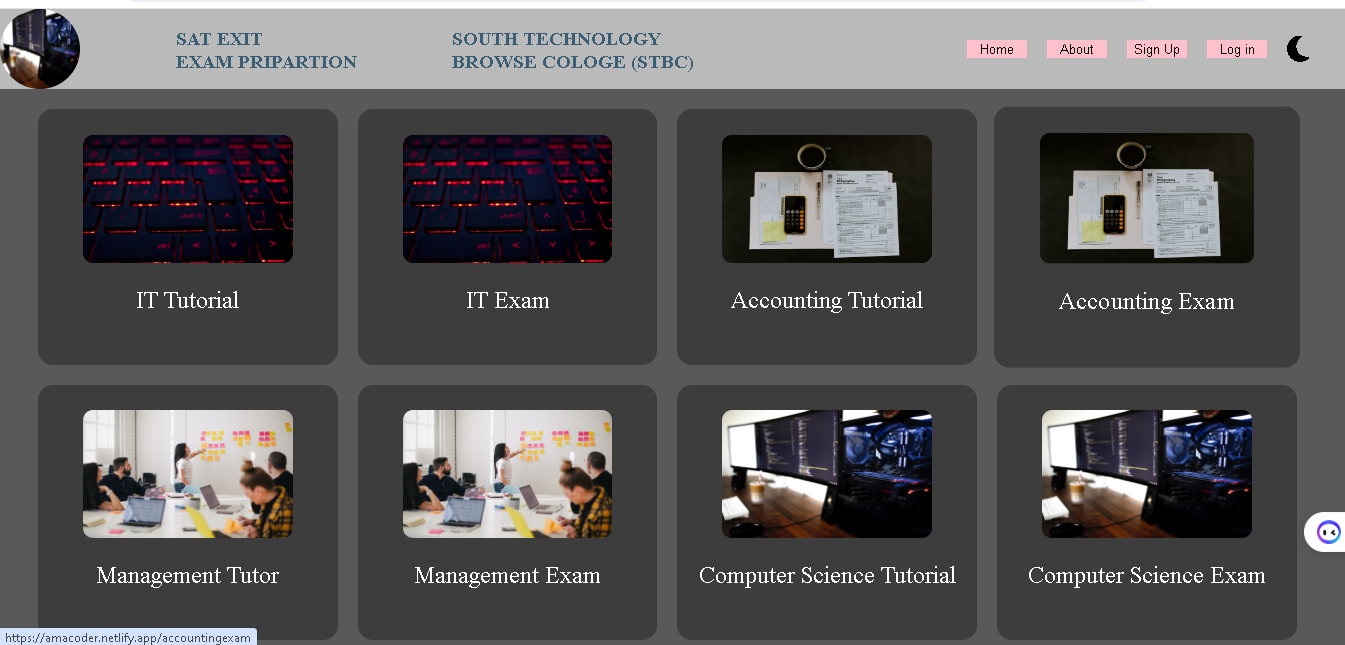 SAT EXIT
EXAM PRIPARTION
SOUTH TECHNOLOGY
BROWSE COLOGE (STBC)
Home
About
Sign Up
Log in
IT Tutorial
IT Exam
Accounting Tutorial
Accounting Exam
Management Tutor
Management Exam
Computer Science Tutorial
Computer Science Exam
https://amacoder.netlify.app/accountingexam